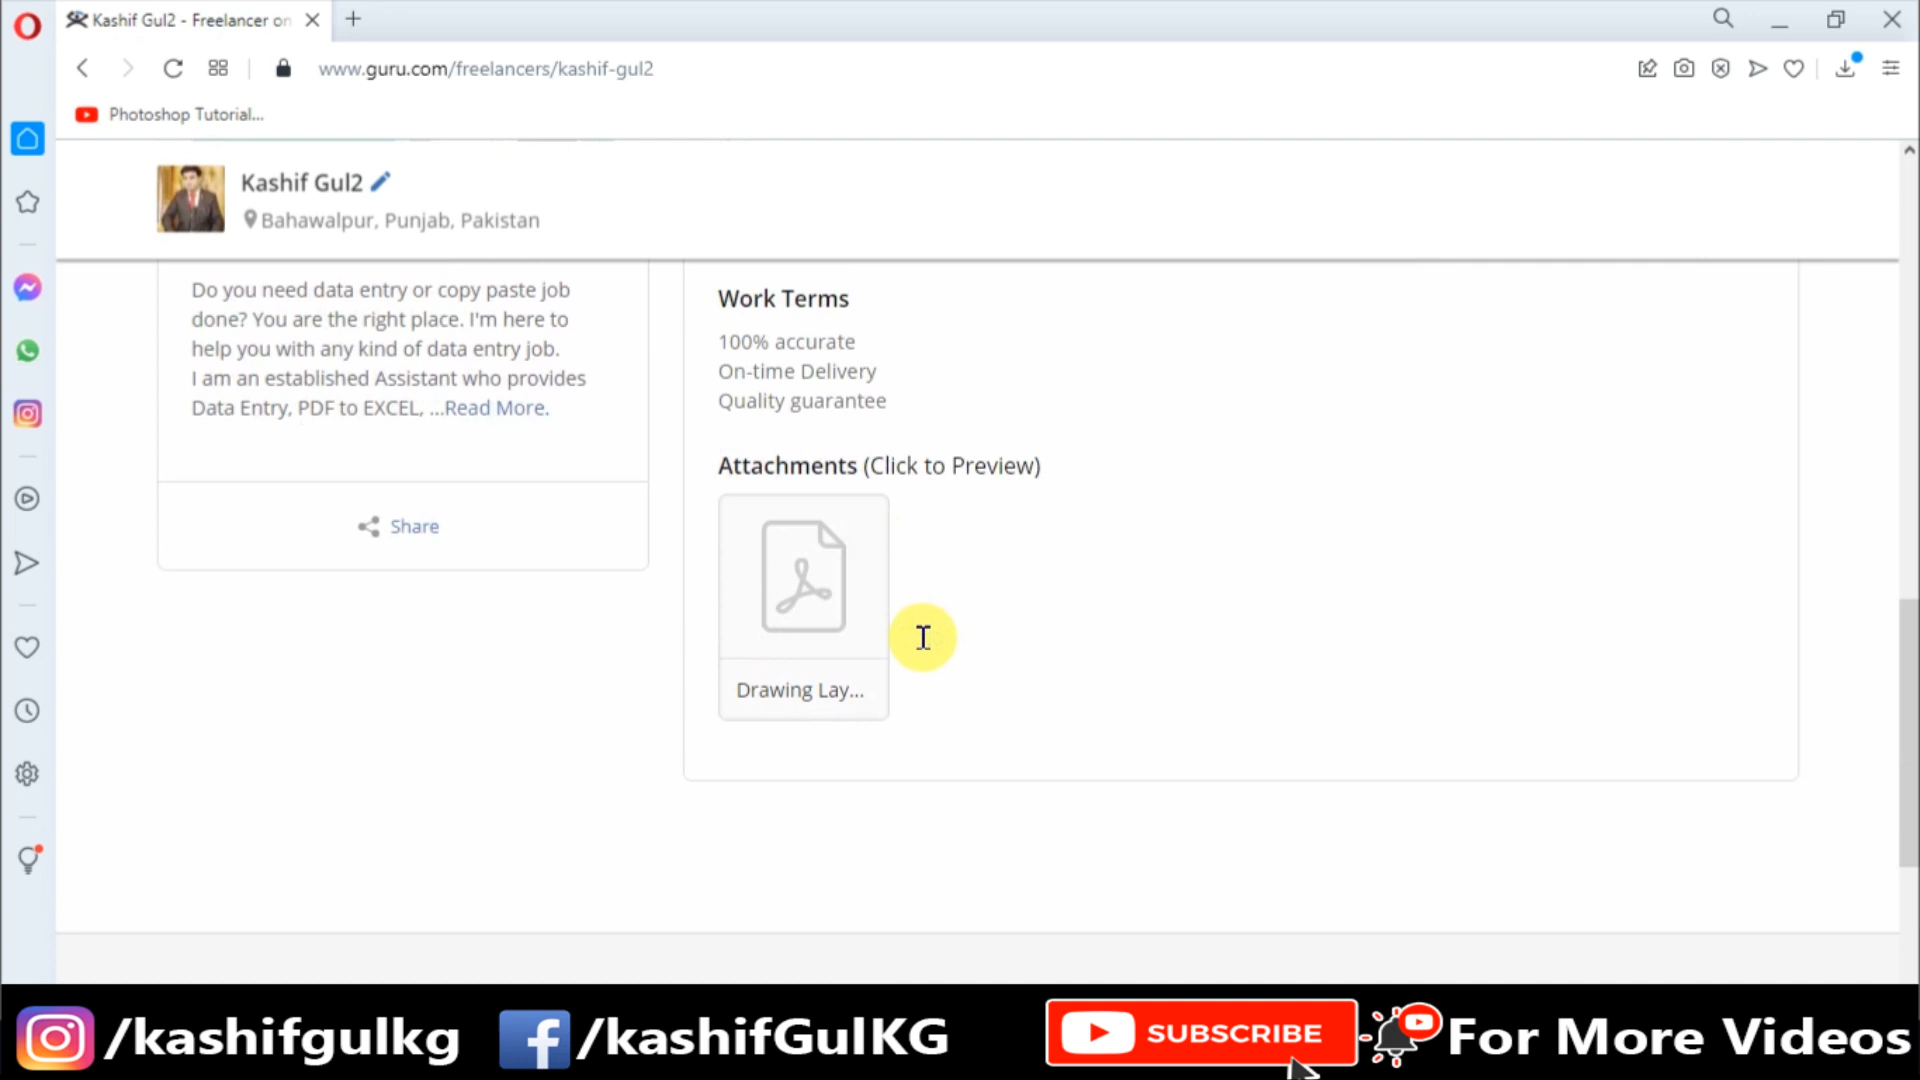 Kashif Gul2 - Freelancer on
www.guru.com/freelancers/kashif-gul2
Photoshop Tutorial...
Kashif Gul2
Bahawalpur, Punjab, Pakistan
Do you need data entry or copy paste job
done? You are the right place. I'm here to
help you with any kind of data entry job.
I am an established Assistant who provides
Data Entry, PDF to EXCEL, ...Read More.
Share
Work Terms
100% accurate
On-time Delivery
Quality guarantee
Attachments (Click to Preview)
Drawing Lay...
/kashifgulkg
/kashifGulKG
SUBSCRIBE
For More Videos